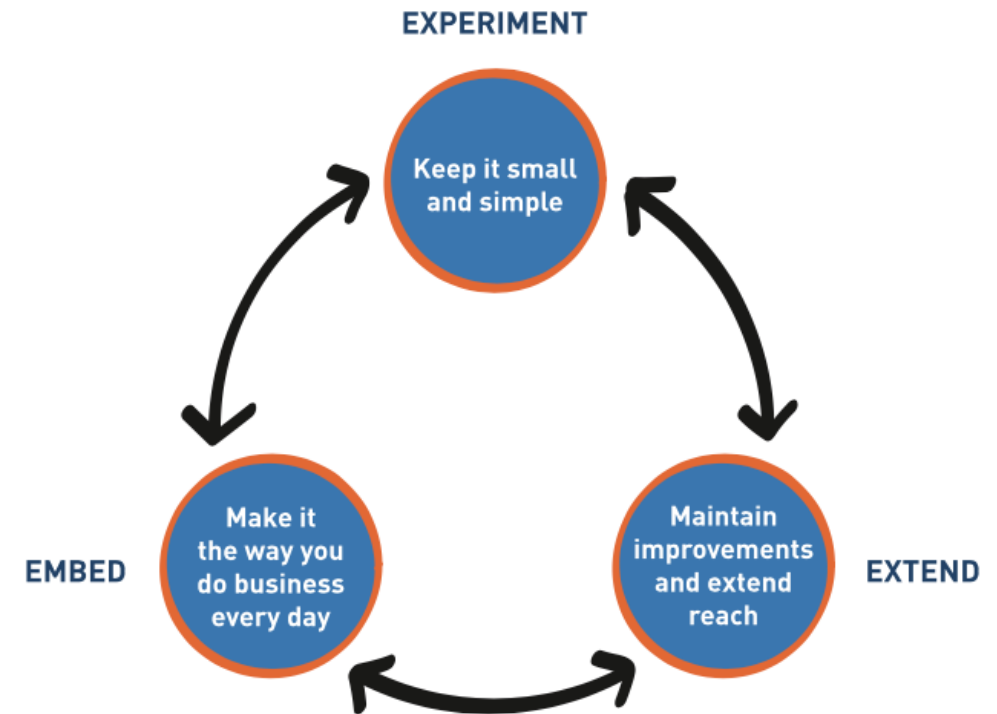 EXPERIMENT
Keep it small
and simple
EMBED
Make it
the way you
do business
every day
Maintain
improvements
and extend
reach
EXTEND